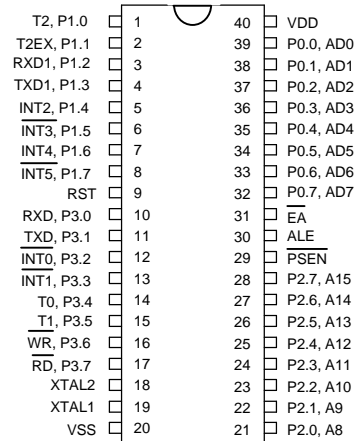 T2, P1.0 1 40 VDD
T2EX, P1.1 2 39 P0.0, AD0
RXD1, P1.2 3 38 P0.1, AD1
TXD1, P1.3 4 37 P0.2, AD2
INT2, P1.4 5 36 P0.3, AD3
INT3, P1.5 6 35 P0.4, AD4
INT4, P1.6 7 34 P0.5, AD5
INT5, P1.7 8 33 P0.6, AD6
RST 9 32 P0.7, AD7
RXD, P3.0 10 31 EA
TXD, P3.1 11 30 ALE
INT0, P3.2 12 29 PSEN
INT1, P3.3 13 28 P2.7, A15
T0, P3.4 14 27 P2.6, A14
T1, P3.5 15 26 P2.5, A13
WR, P3.6 16 25 P2.4, A12
RD, P3.7 17 24 P2.3, A11
XTAL2 18 23 P2.2, A10
XTAL1 19 22 P2.1, A9
VSS 20 21 P2.0, A8